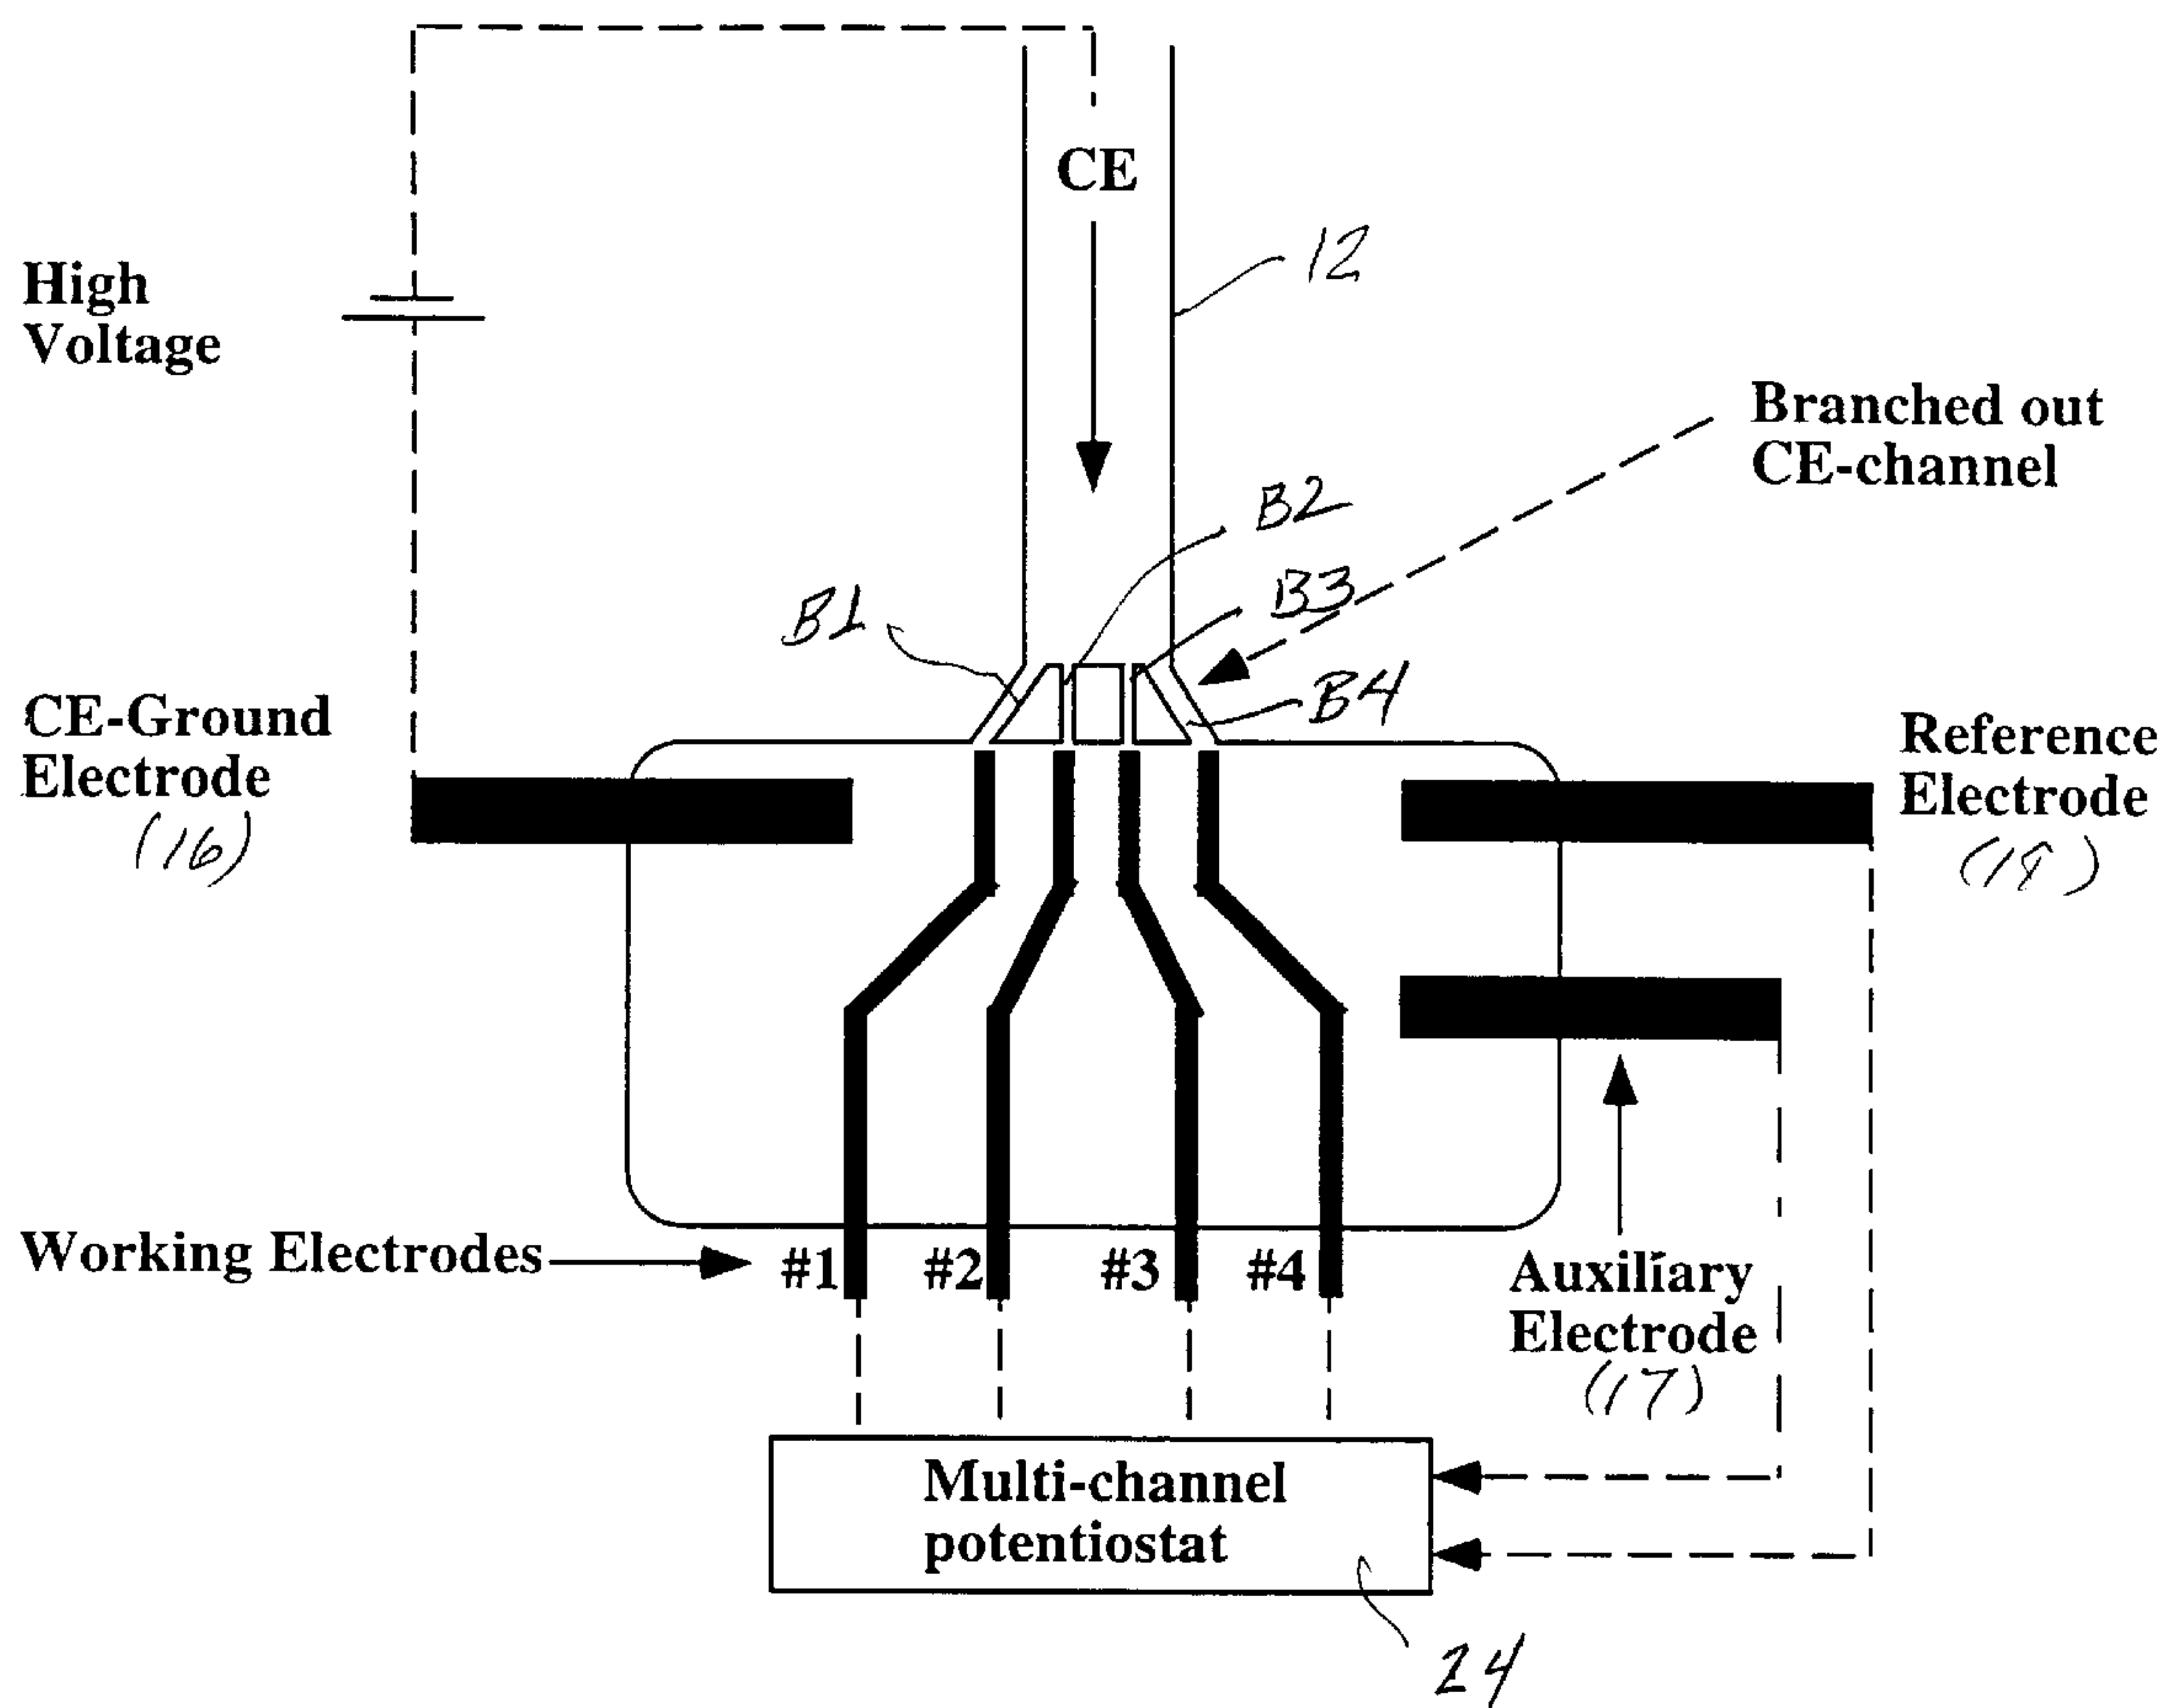 CE
12
High
Voltage
Branched out
CE-channel
B2
B3
B1
B4
CE-Ground
Electrode
(16)
Reference
Electrode
Working Electrodes
#1
#2
#3
#4
Auxiliary
Electrode
(17)
Multi-channel
potentiostat
24